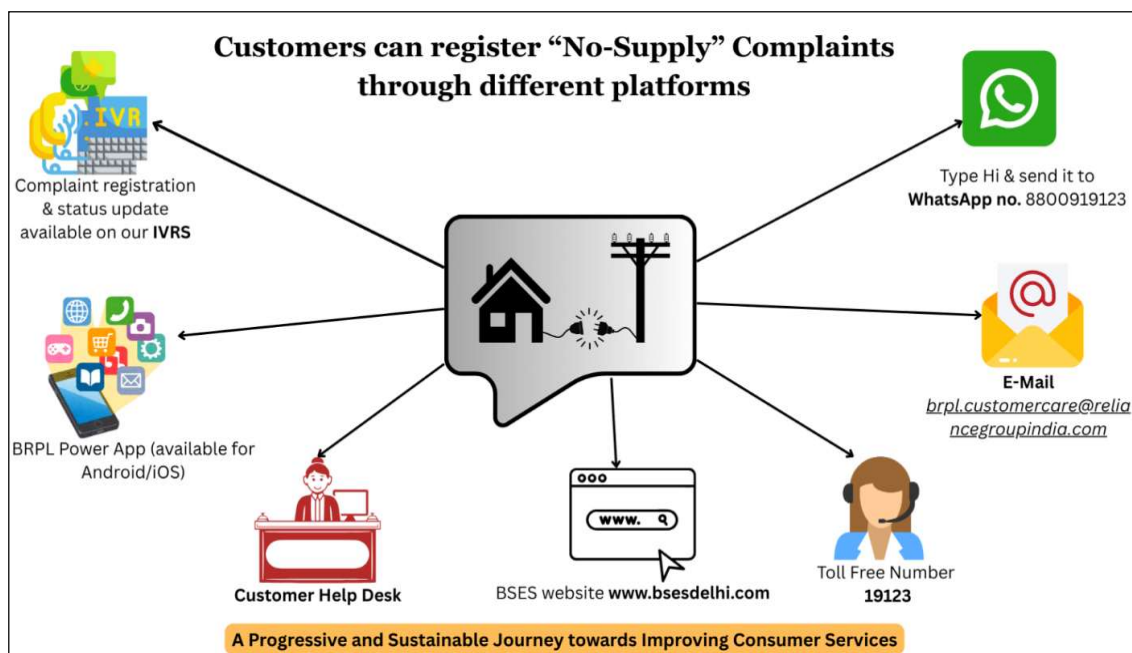 Customers can register “No-Supply” Complaints
through different platforms
.IVR
Complaint registration
& status update
available on our IVRS
Type Hi & send it to
WhatsApp no. 8800919123
BRPL Power App (available for
Android/iOS)
E-Mail
brpl.customercare@relia
ncegroupindia.com
Customer Help Desk
www.
BSES website www.bsesdelhi.com
Toll Free Number
19123
A Progressive and Sustainable Journey towards Improving Consumer Services